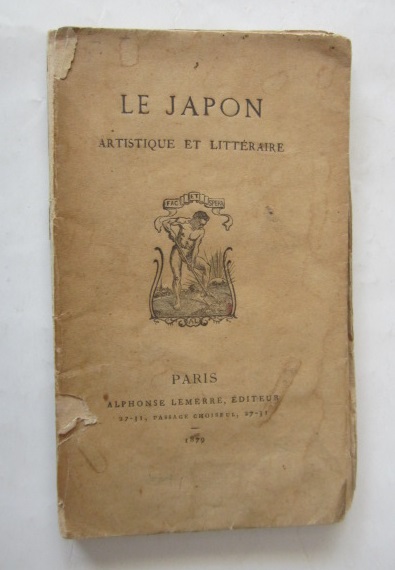 LE JAPON
ARTISTIQUE ET LITTÉRAIRE
FAC ET SPERA
PARIS
ALPHONSE LEMERRE, ÉDITEUR
27-31, PASSAGE CHOISEUL, 27-31
1879